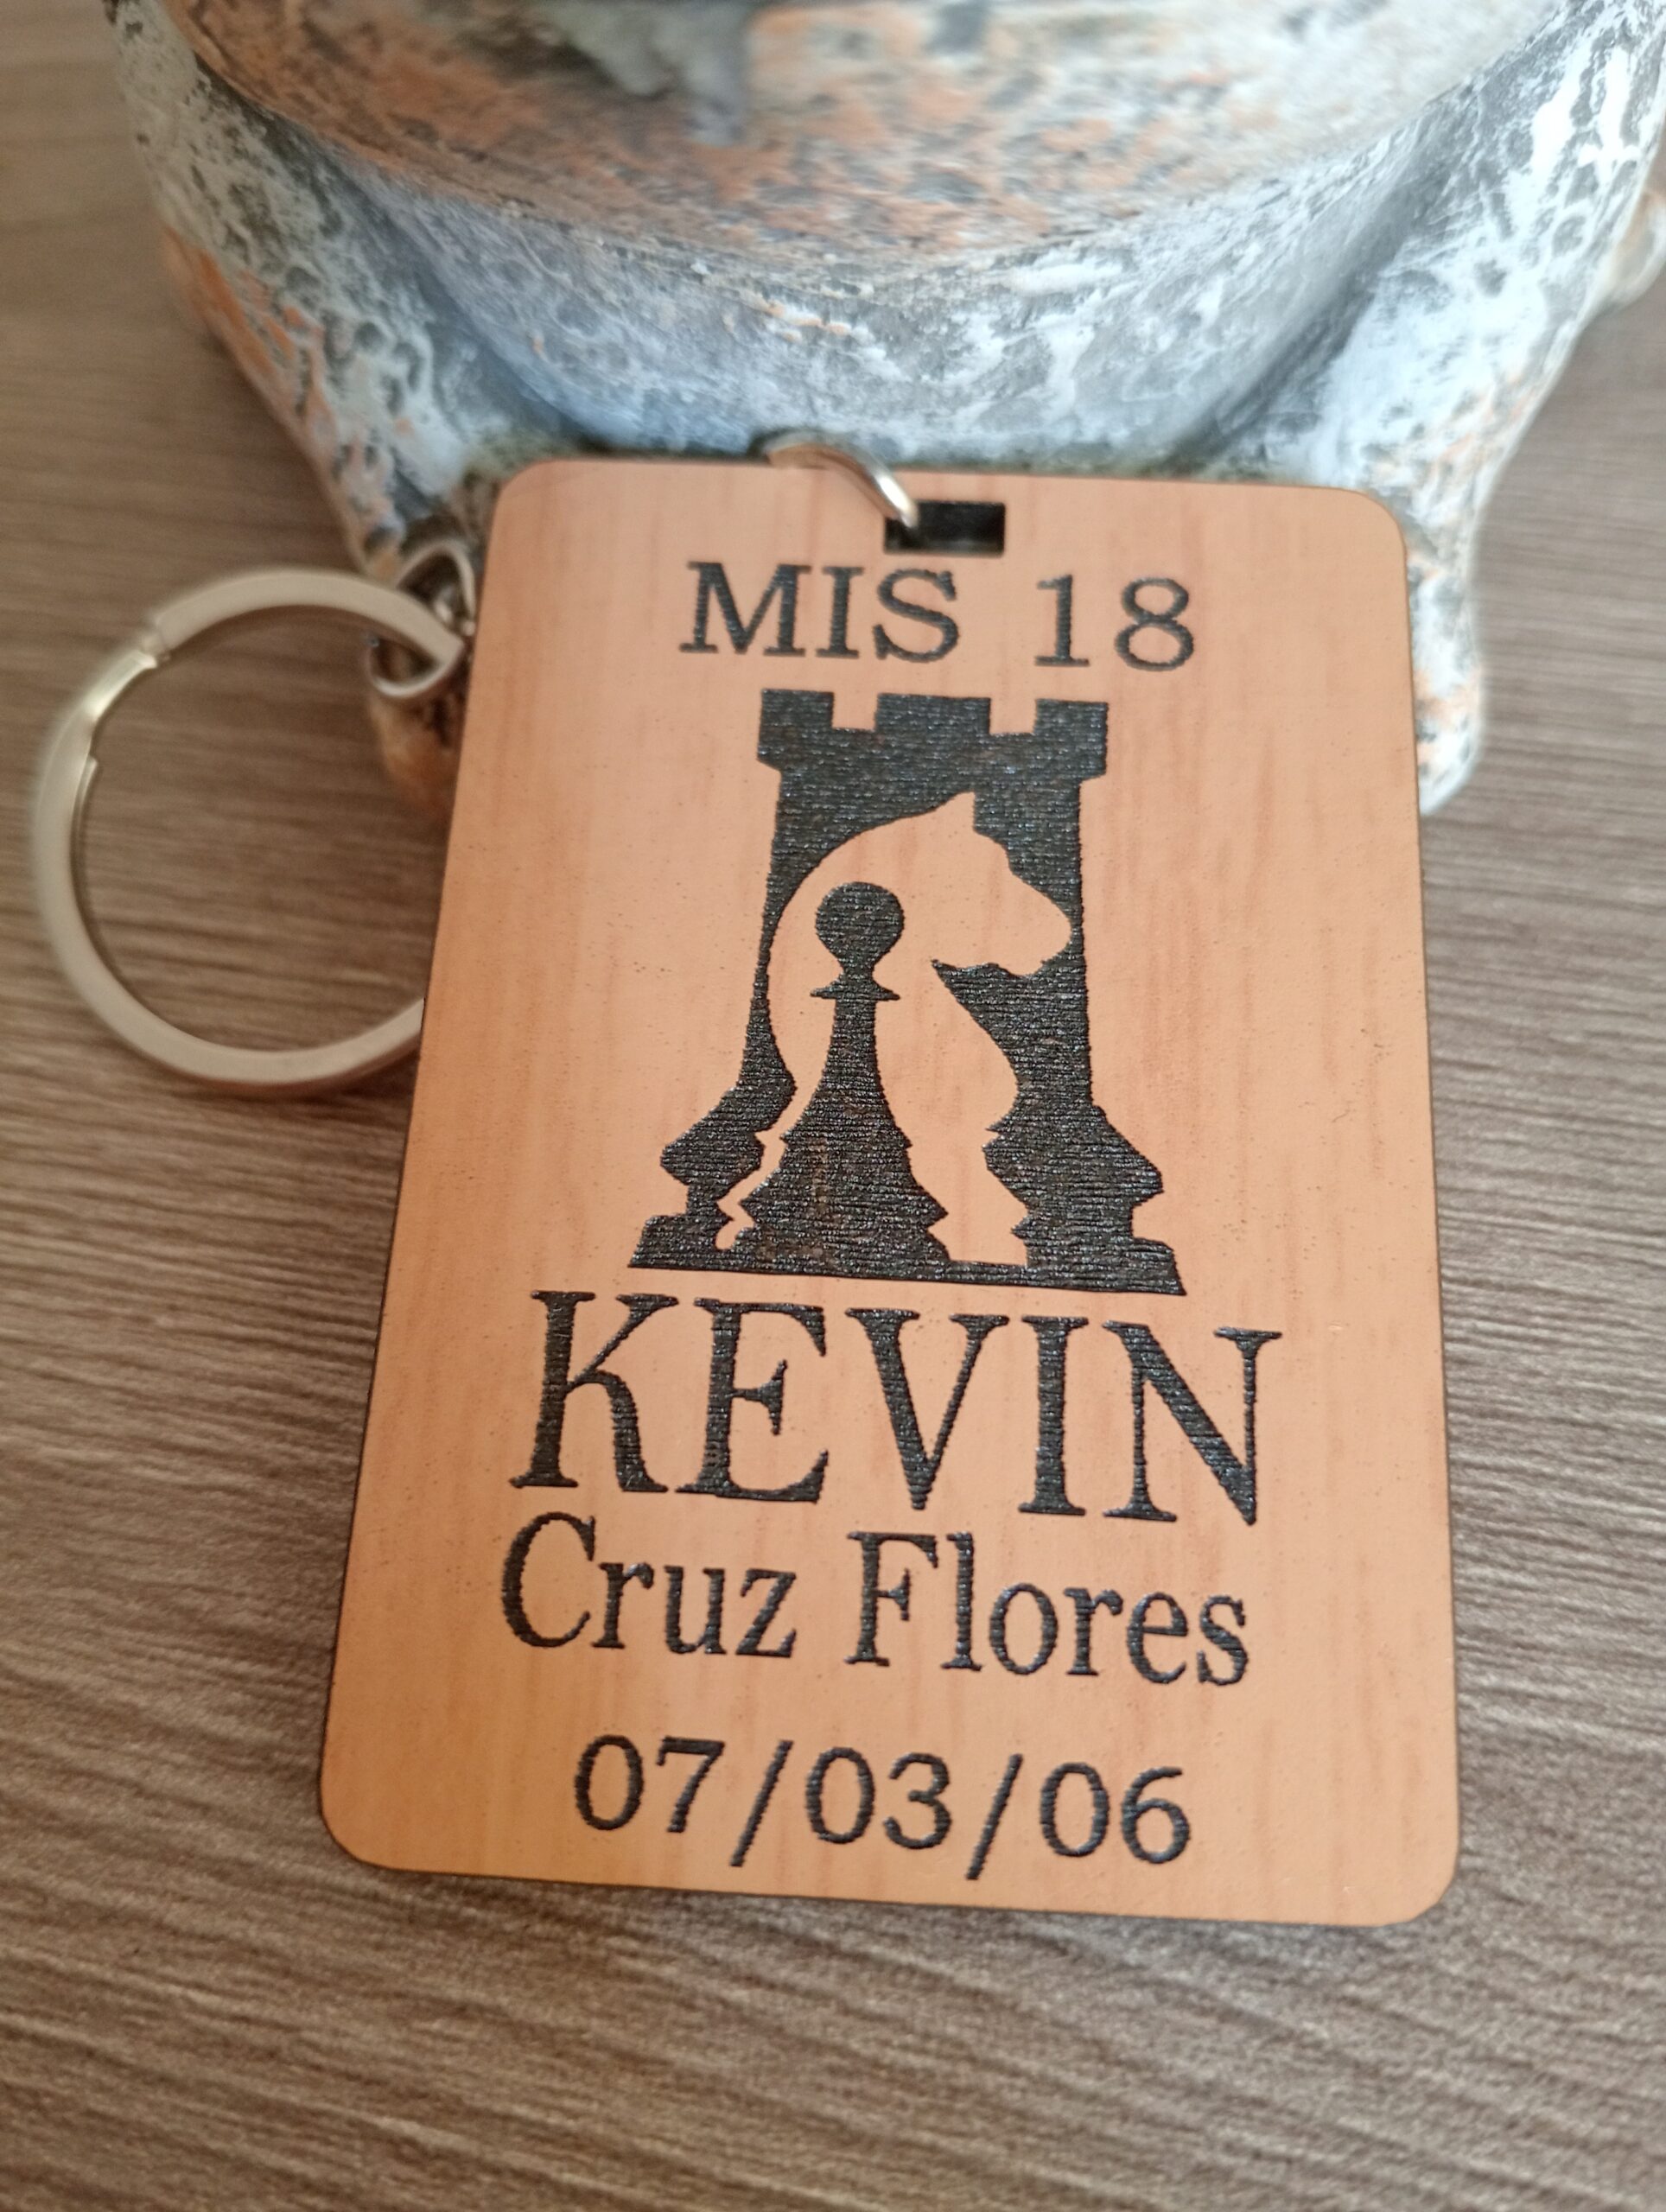 MIS 18
KEVIN
Cruz Flores
07/03/06